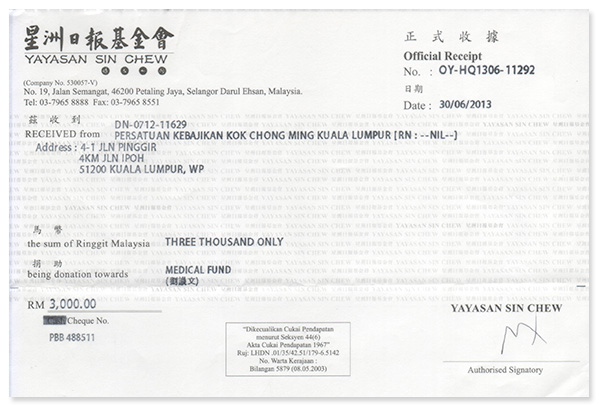 星洲日報基金會
YAYASAN SIN CHEW
(Company No. 530057-V)
No. 19, Jalan Semangat, 46200 Petaling Jaya, Selangor Darul Ehsan, Malaysia.
Tel: 03-7965 8888 Fax: 03-7965 8551
正式收據
Official Receipt
No. : OY-HQ1306-11292
日期
Date : 30/06/2013
茲收到
DN-0712-11629
RECEIVED from PERSATUAN KEBAJIKAN KOK CHONG MING KUALA LUMPUR [RN : --NIL--]
Address : 4-1 JLN PINGGIR
4KM JLN IPOH
51200 KUALA LUMPUR, WP
馬幣
the sum of Ringgit Malaysia THREE THOUSAND ONLY
捐助
being donation towards MEDICAL FUND
(劉議文)
RM 3,000.00
Cheque No.
PBB 488511
"Dikecualikan Cukai Pendapatan
menurut Seksyen 44(6)
Akta Cukai Pendapatan 1967"
Ruj: LHDN .01/35/42.51/179-6.5142
No. Warta Kerajaan :
Bilangan 5879 (08.05.2003)
YAYASAN SIN CHEW
Authorised Signatory